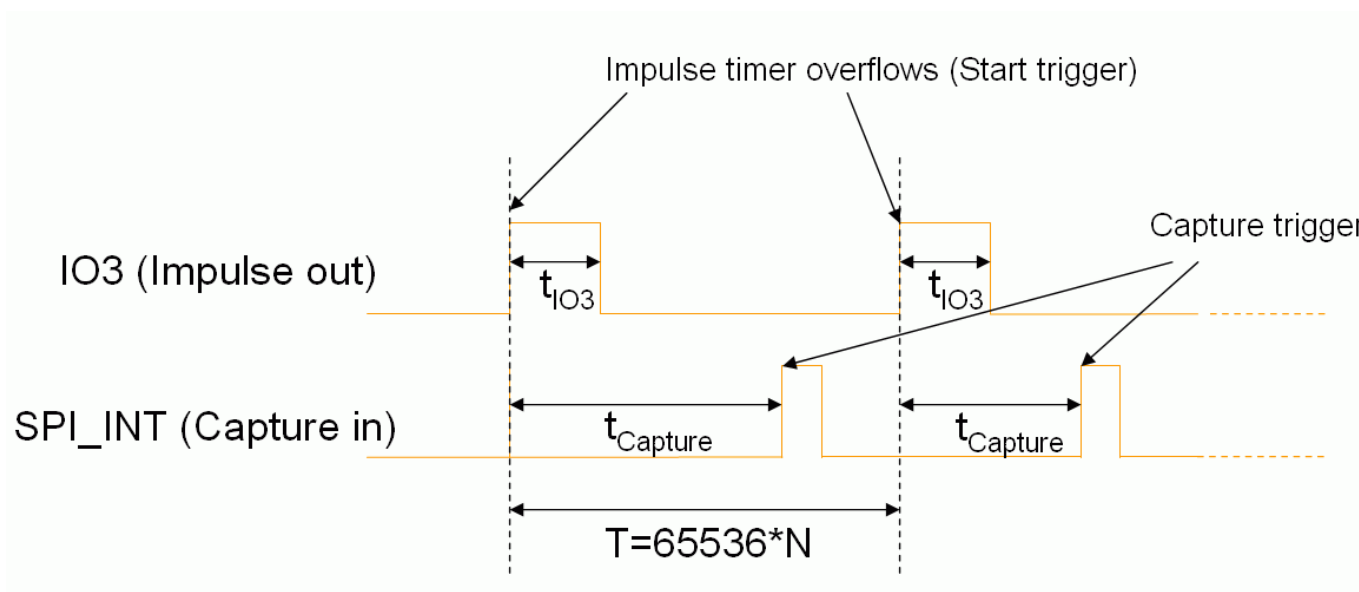 Impulse timer overflows (Start trigger)
Capture trigger
IO3 (Impulse out)
tIO3
tIO3
SPI_INT (Capture in)
tCapture
tCapture
T=65536*N